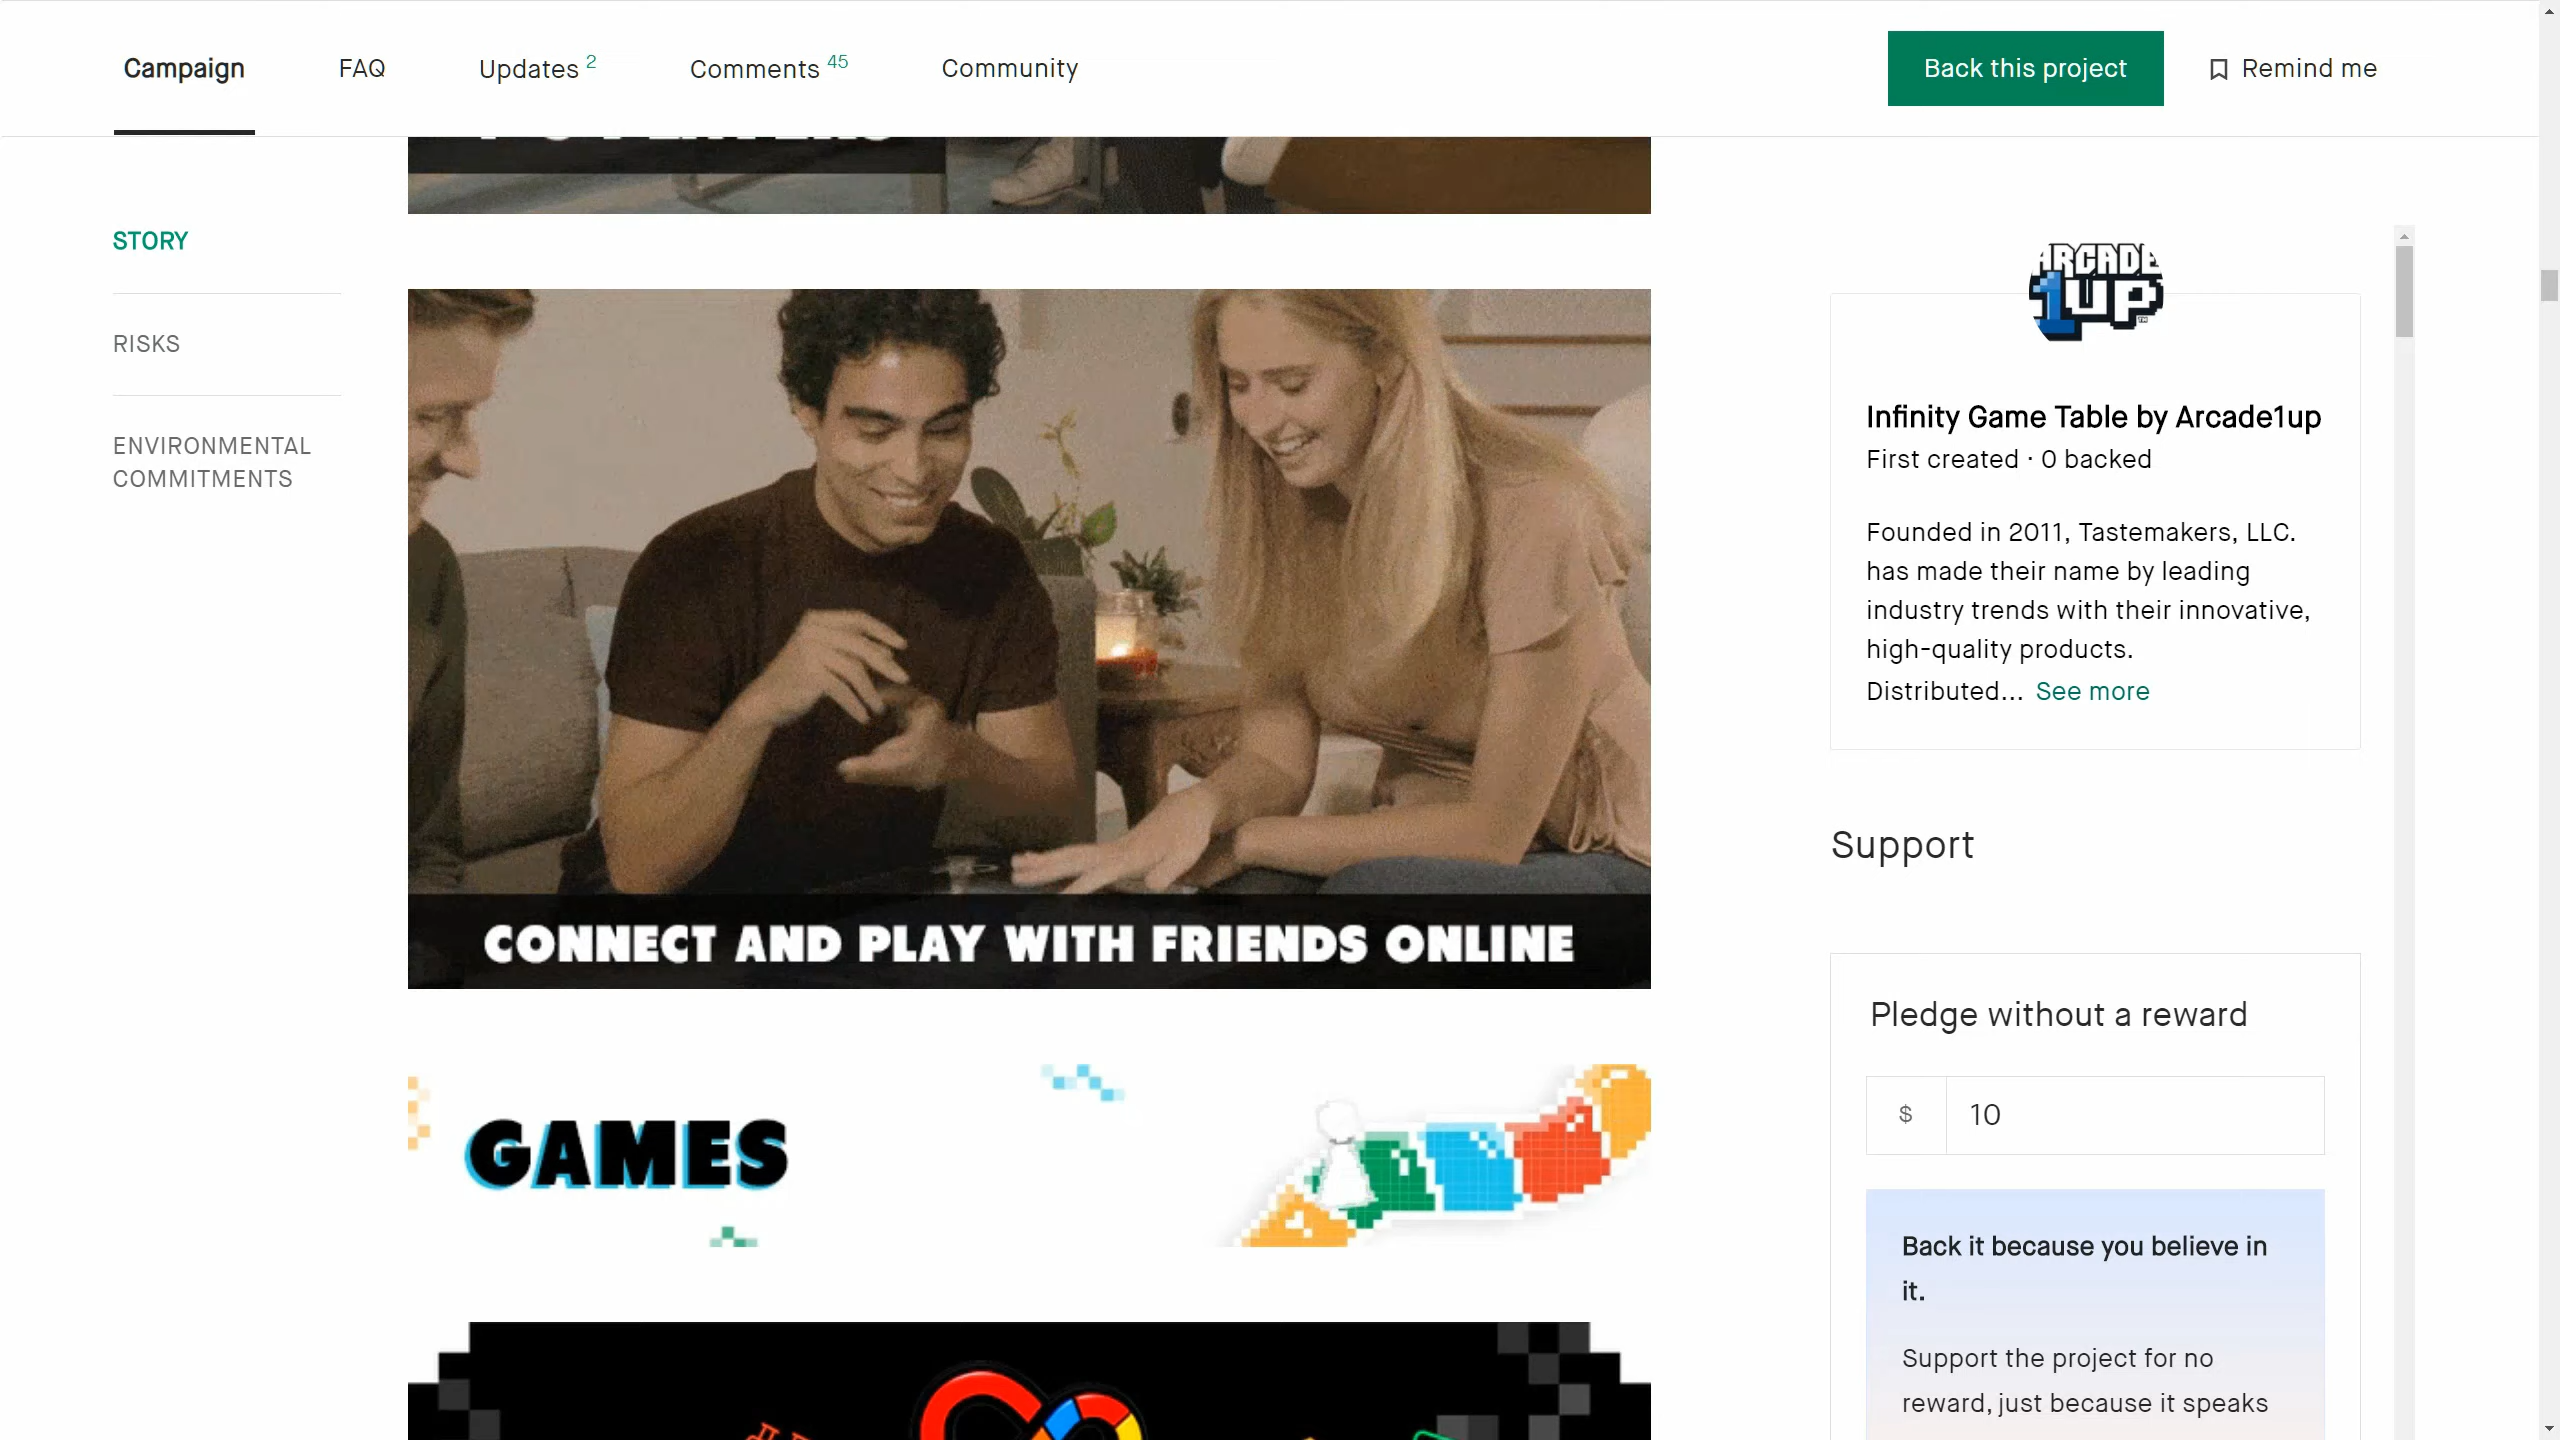 Campaign
FAQ
Updates 2
Comments 45
Community
Back this project
Remind me
STORY
RISKS
ENVIRONMENTAL
COMMITMENTS
CONNECT AND PLAY WITH FRIENDS ONLINE
GAMES
ARCADE
1UP
Infinity Game Table by Arcade1up
First created · 0 backed
Founded in 2011, Tastemakers, LLC.
has made their name by leading
industry trends with their innovative,
high-quality products.
Distributed... See more
Support
Pledge without a reward
$ 10
Back it because you believe in
it.
Support the project for no
reward, just because it speaks